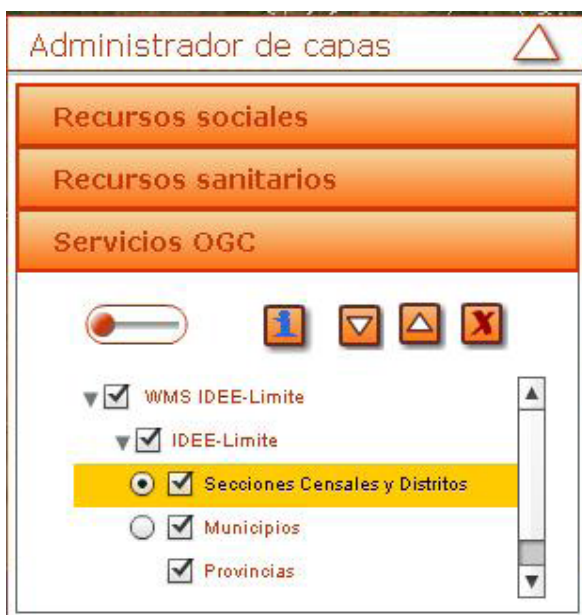 Administrador de capas
Recursos sociales
Recursos sanitarios
Servicios OGC
WMS IDEE-Limite
IDEE-Limite
Secciones Censales y Distritos
Municipios
Provincias